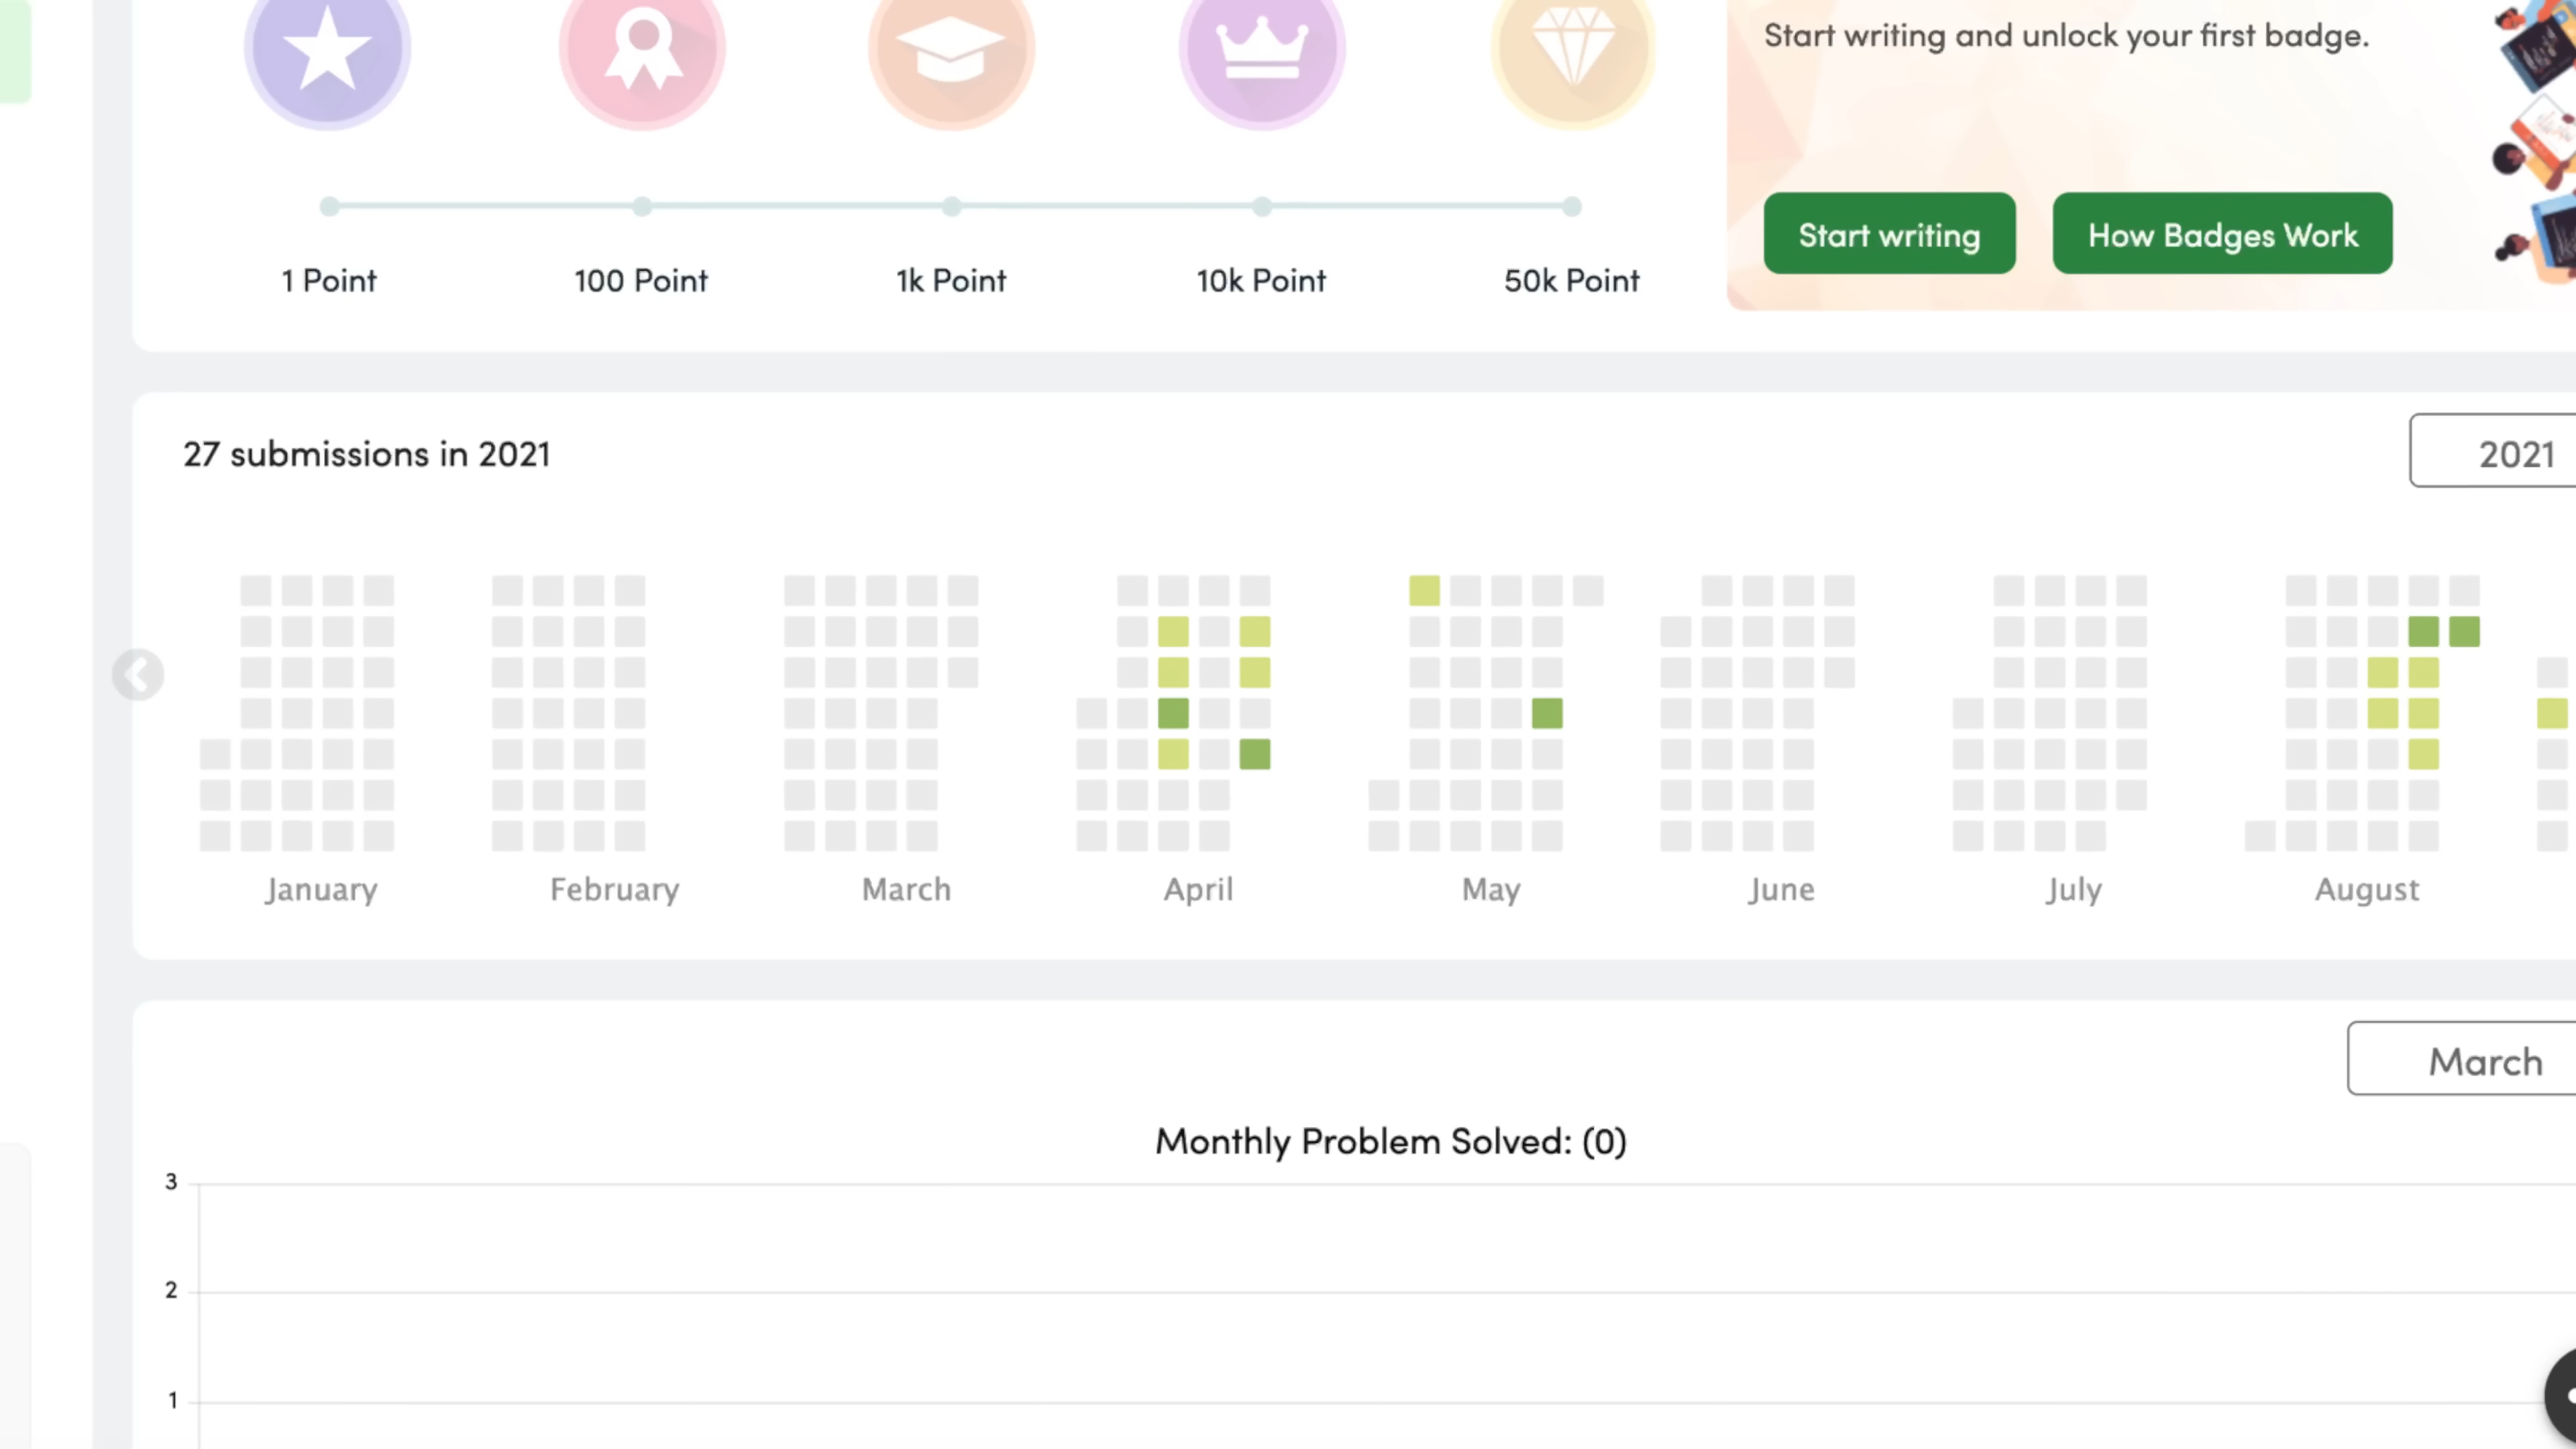 Start writing and unlock your first badge.
Start writing
How Badges Work
1 Point
100 Point
1k Point
10k Point
50k Point
27 submissions in 2021
2021
January
February
March
April
May
June
July
August
March
Monthly Problem Solved: (0)
3
2
1